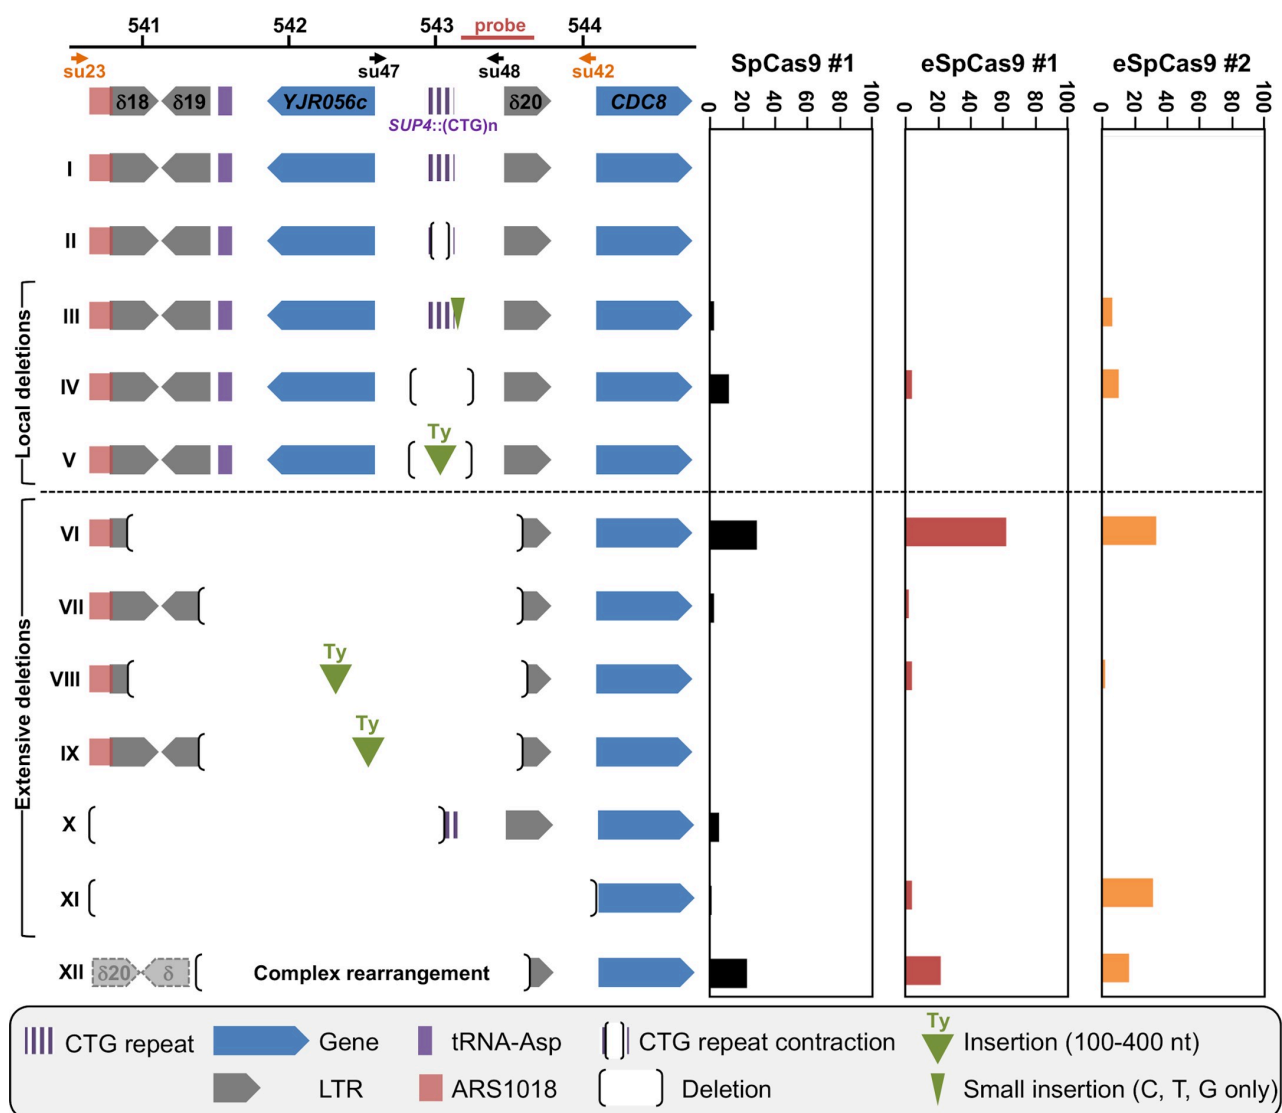 541 542 543 544
probe
su23 su47 su48 su42
SpCas9 #1 eSpCas9 #1 eSpCas9 #2
0 20 40 60 80 100 0 20 40 60 80 100 0 20 40 60 80 100
δ18 δ19 YJR056c δ20 CDC8
SUP4::(CTG)n
I
II
Local deletions
III
IV
Ty
V
Extensive deletions
VI
VII
Ty
VIII
Ty
IX
X
XI
XII δ20 δ Complex rearrangement
CTG repeat Gene tRNA-Asp CTG repeat contraction Ty Insertion (100-400 nt)
LTR ARS1018 Deletion Small insertion (C, T, G only)